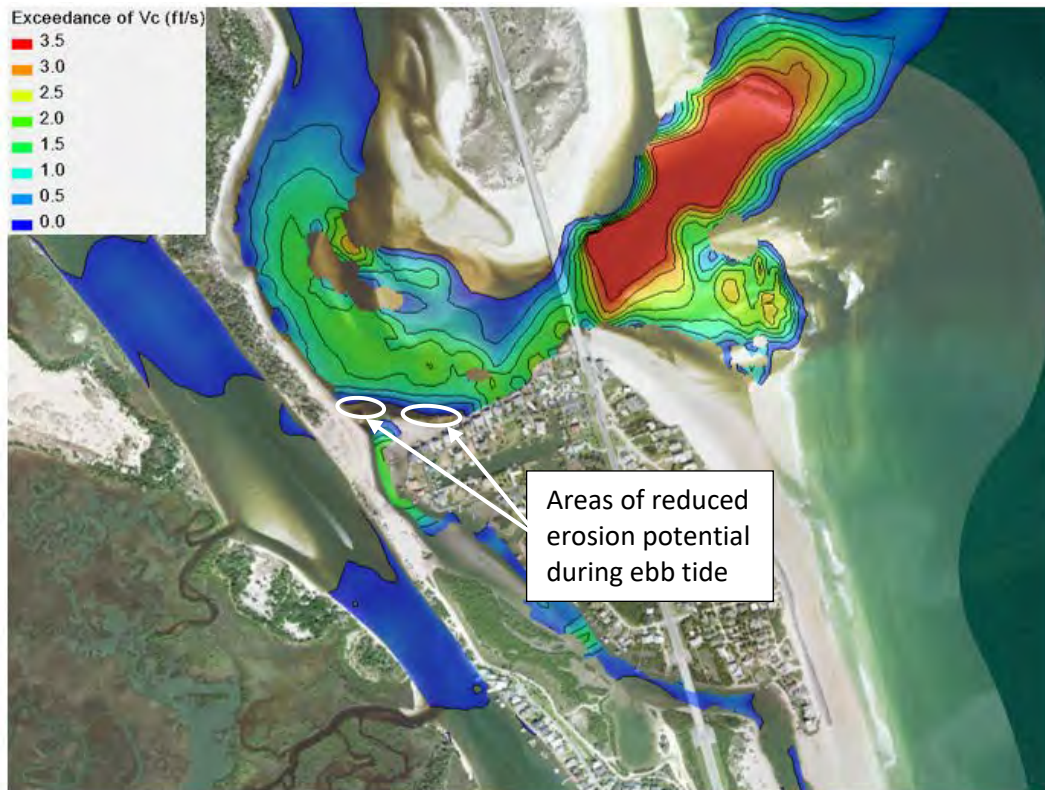 Exceedance of Vc (ft/s)
3.5
3.0
2.5
2.0
1.5
1.0
0.5
0.0
Areas of reduced
erosion potential
during ebb tide